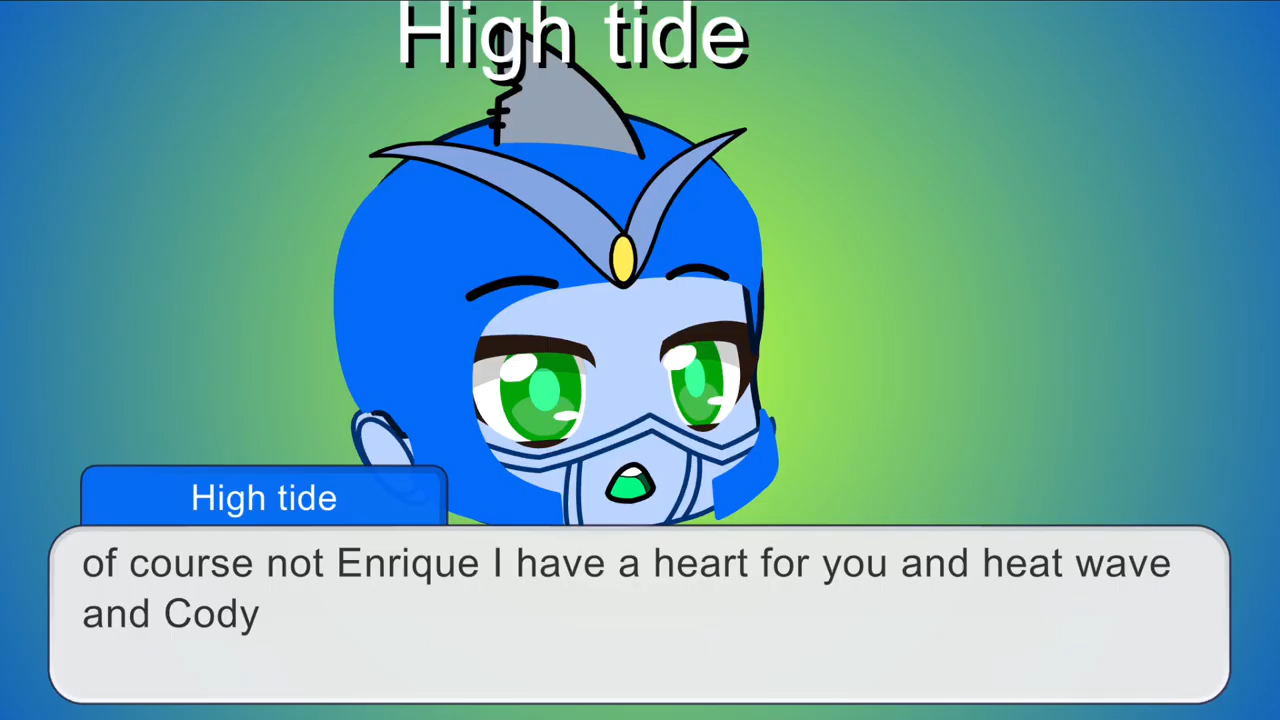 High tide
High tide
of course not Enrique I have a heart for you and heat wave
and Cody